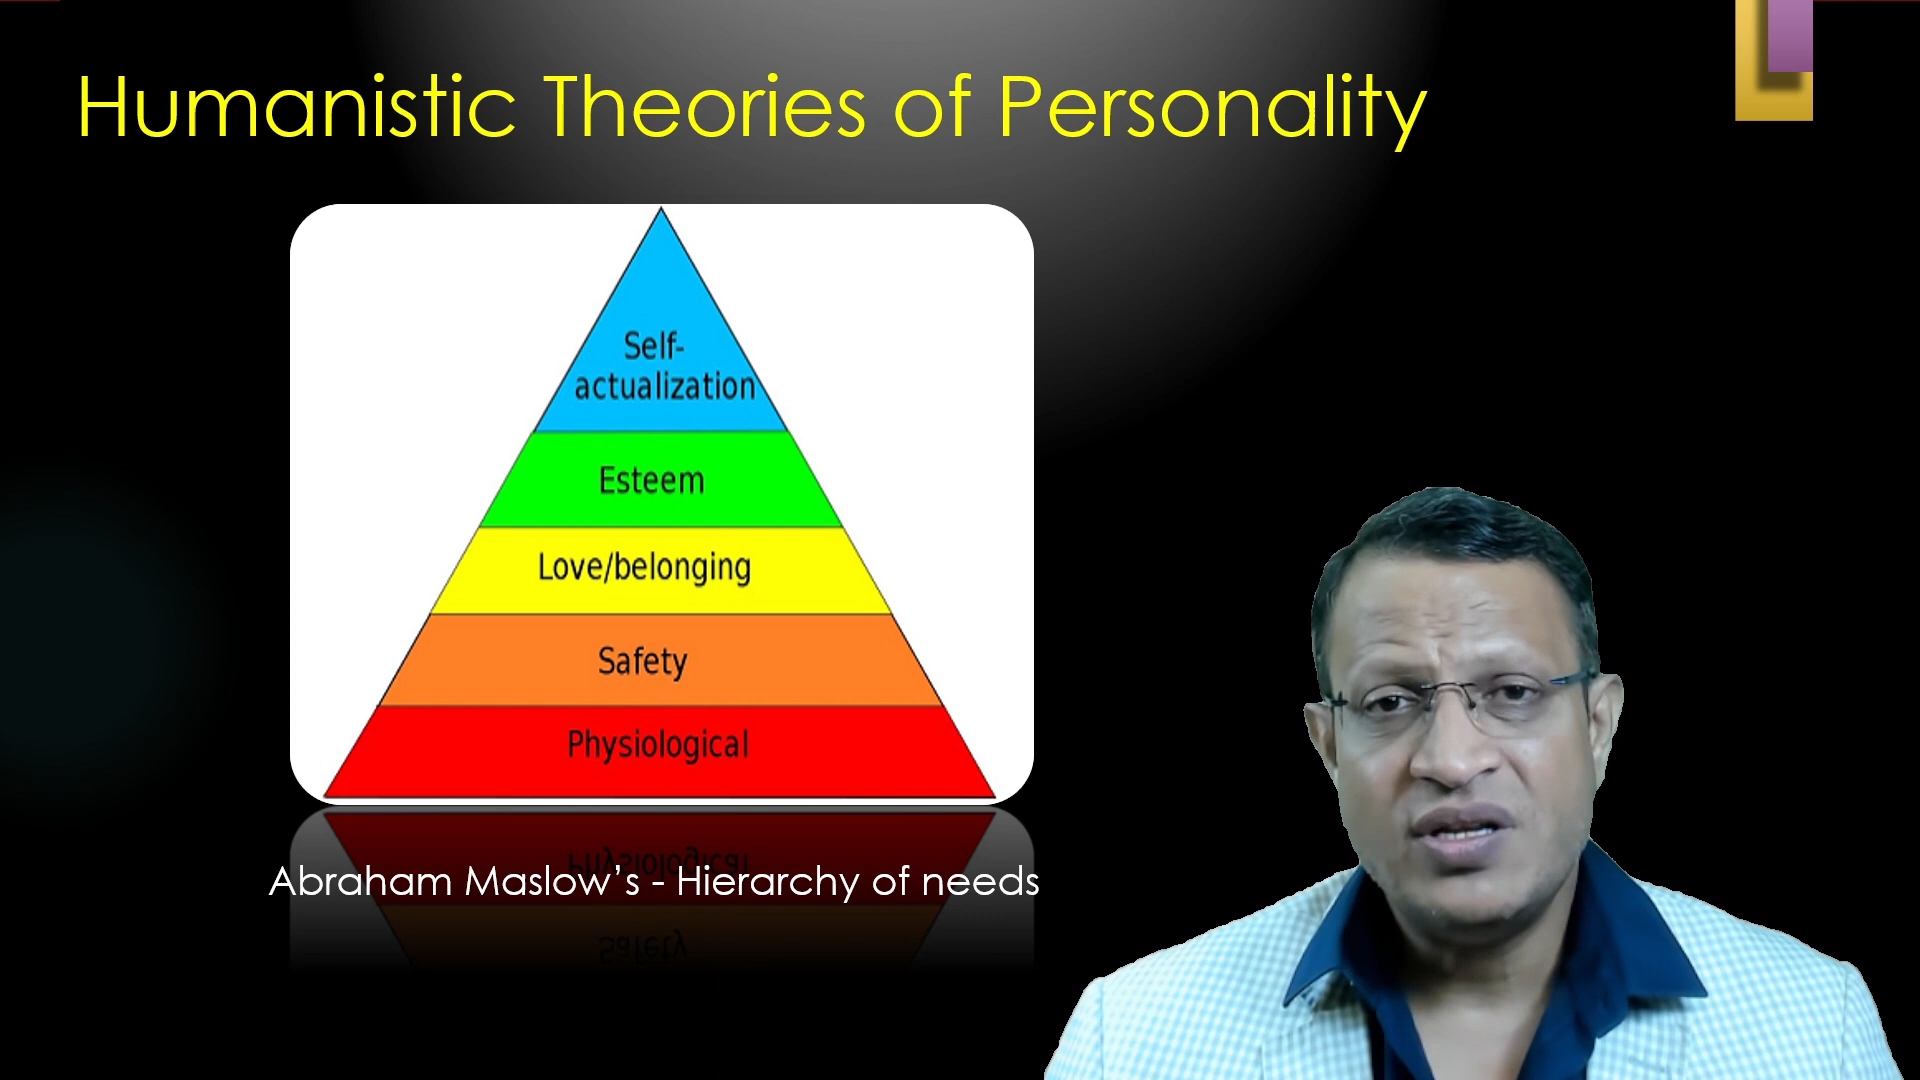 Humanistic Theories of Personality
Self-
actualization
Esteem
Love/belonging
Safety
Physiological
Abraham Maslow’s - Hierarchy of needs